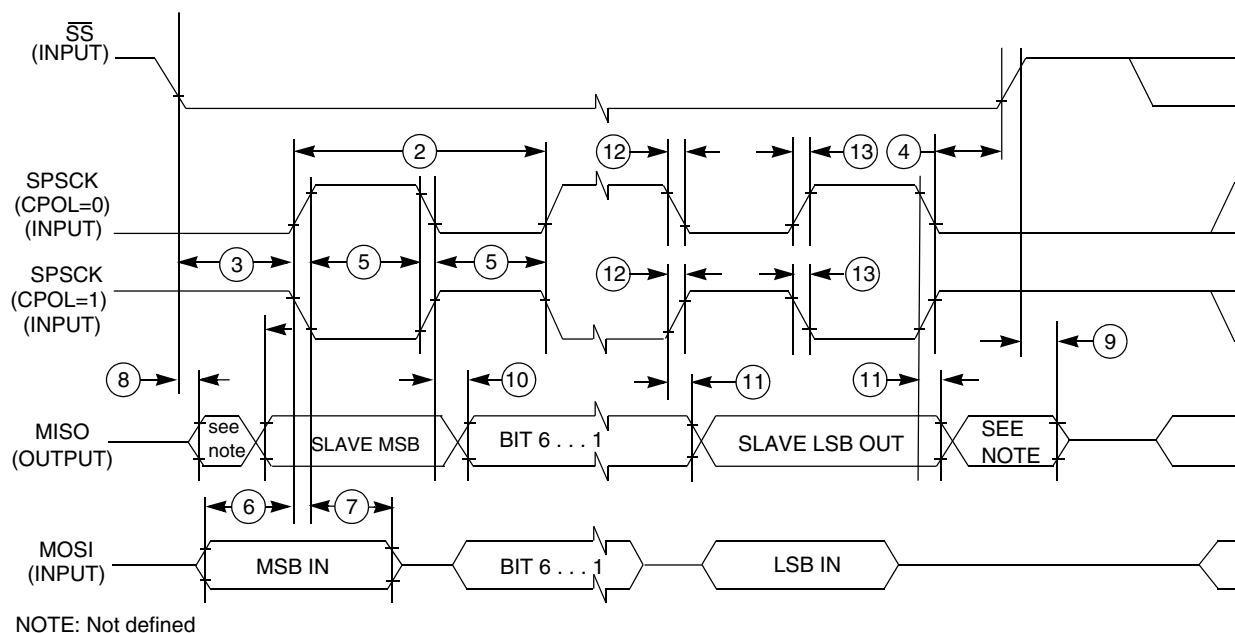 SS
(INPUT)
2
12
13
4
SPSCK
(CPOL=0)
(INPUT)
3
5
5
SPSCK
(CPOL=1)
(INPUT)
12
13
9
8
10
11
11
MISO
(OUTPUT)
see
note
SLAVE MSB
BIT 6 . . . 1
SLAVE LSB OUT
SEE
NOTE
6
7
MOSI
(INPUT)
MSB IN
BIT 6 . . . 1
LSB IN
NOTE: Not defined